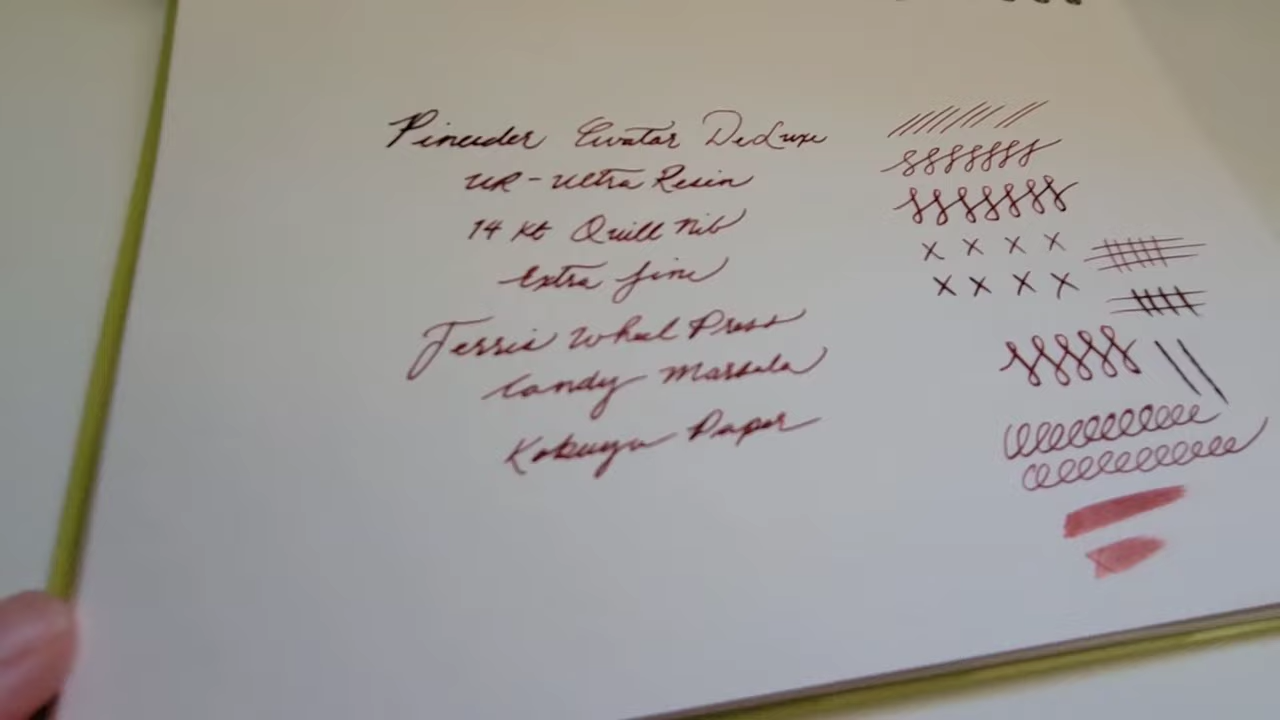 Pineider Avatar DeLuxe
UR-Ultra Resin
14 Kt Quill Nib
Extra fine
Ferris Wheel Press
Candy Marsala
Kokuyo Paper